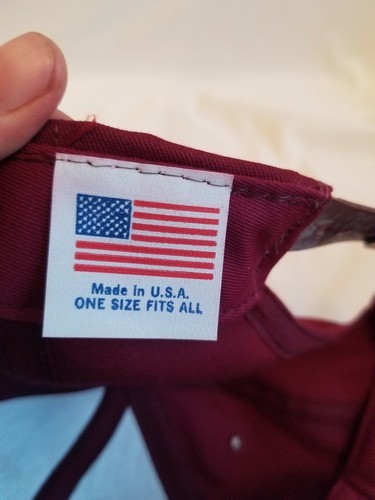 Made in U.S.A.
ONE SIZE FITS ALL